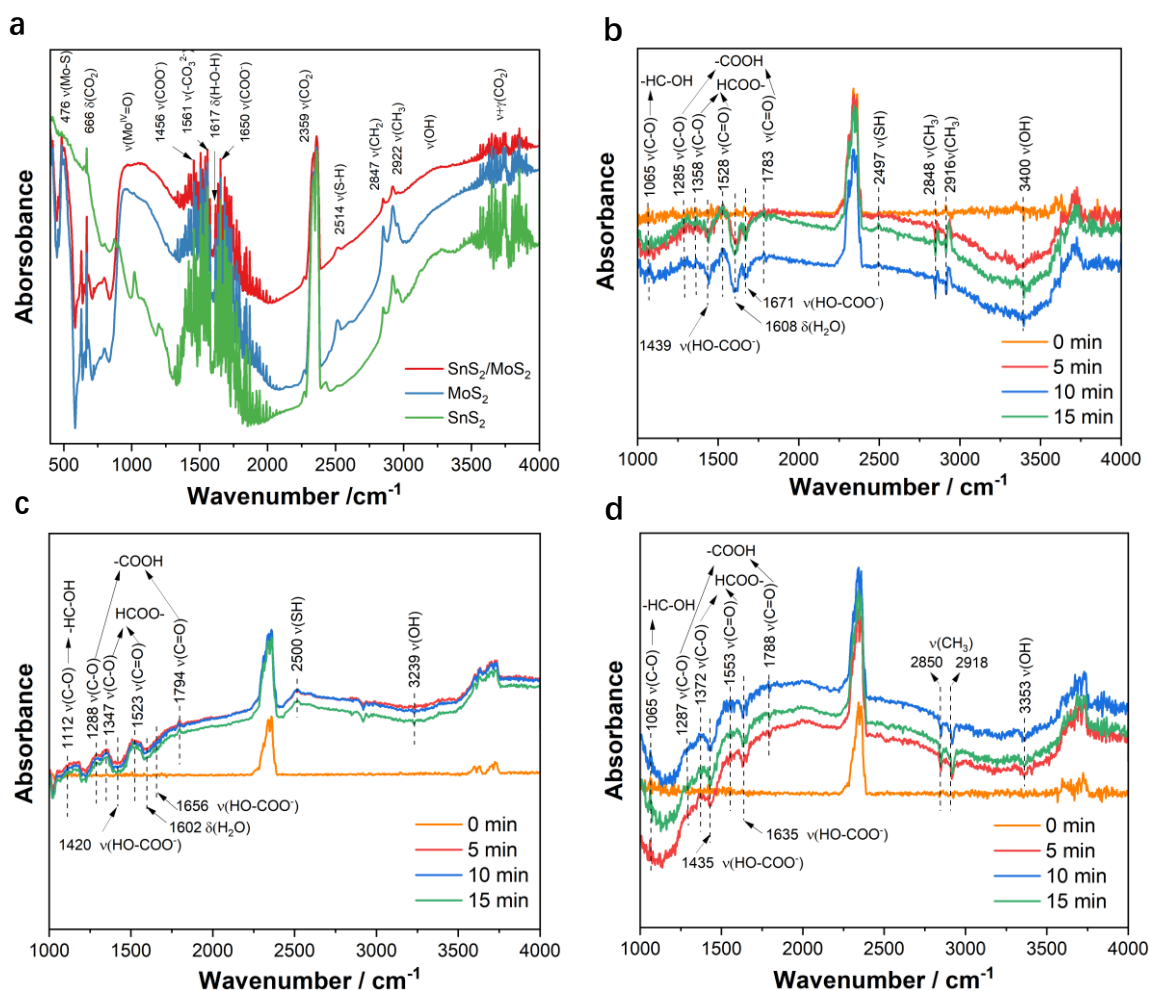 a
476 ν(Mo-S)
666 δ(CO₂)
ν(Moᴵⱽ=O)
1456 ν(COO⁻)
1561 ν(-CO₃²⁻)
1617 δ(H-O-H)
1650 ν(COO⁻)
2359 ν(CO₂)
2514 ν(S-H)
2847 ν(CH₂)
2922 ν(CH₃)
ν(OH)
ν+γ(CO₂)
SnS₂/MoS₂
MoS₂
SnS₂
Aborsobance
500 1000 1500 2000 2500 3000 3500 4000
Wavenumber /cm⁻¹
b
-HC-OH
-COOH
HCOO-
1065 ν(C-O)
1285 ν(C-O)
1358 ν(C-O)
1528 ν(C=O)
1783 ν(C=O)
2497 ν(SH)
2848 ν(CH₃)
2916ν(CH₃)
3400 ν(OH)
1671 ν(HO-COO⁻)
1608 δ(H₂O)
1439 ν(HO-COO⁻)
0 min
5 min
10 min
15 min
Absorbance
1000 1500 2000 2500 3000 3500 4000
Wavenumber / cm⁻¹
c
-COOH
-HC-OH
HCOO-
1112 ν(C-O)
1288 ν(C-O)
1347 ν(C-O)
1523 ν(C=O)
1794 ν(C=O)
2500 ν(SH)
3239 ν(OH)
1656 ν(HO-COO⁻)
1602 δ(H₂O)
1420 ν(HO-COO⁻)
0 min
5 min
10 min
15 min
Absorbance
1000 1500 2000 2500 3000 3500 4000
Wavenumber / cm⁻¹
d
-COOH
HCOO-
-HC-OH
1065 ν(C-O)
1287 ν(C-O)
1372 ν(C-O)
1553 ν(C=O)
1788 ν(C=O)
ν(CH₃)
2850 2918
3353 ν(OH)
1635 ν(HO-COO⁻)
1435 ν(HO-COO⁻)
0 min
5 min
10 min
15 min
Absorbance
1000 1500 2000 2500 3000 3500 4000
Wavenumber / cm⁻¹